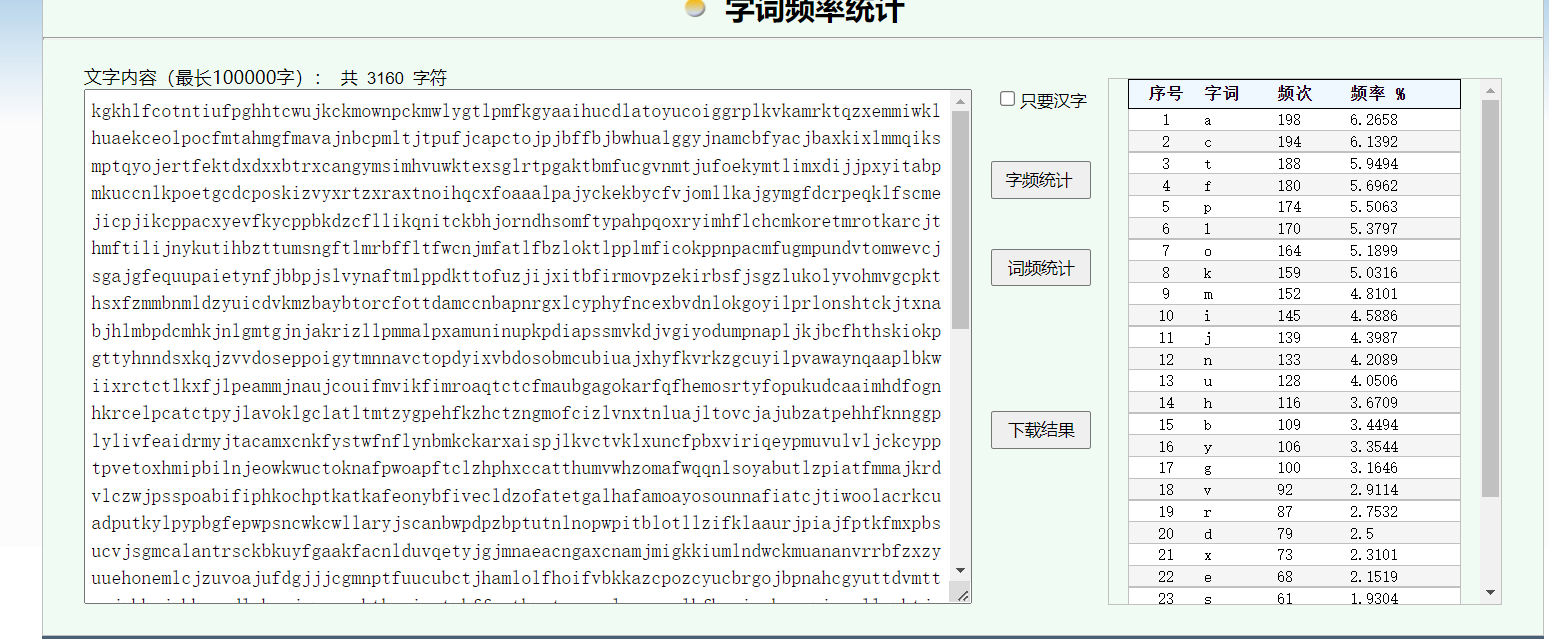 字词频率统计
文字内容（最长100000字）： 共 3160 字符
kgkhlfcotntiufpghhtcwujkckmownpckmwlygtlpmfkgyaaihucdlatoyucoiggrplkvkamrktqzxemmiwkl
huaekceolpocfmtahmgfmavajnbcpmltjtpufjcapctojpjbffbjbwhualggyjnamcbfyacjbaxkixlmmqiks
mptqyojertfektdxdxxbtrxcangymsimhvuwktexsglrtpgaktbmfucgvnmtjufoekymtlimxdijjpxyitabp
mkuccnlkpoetgcdcposkizvyxrtzxraxtnoihqcxfoaaalpajyckekbycfvjomllkajgymgfdcrpeqklfscme
jicpjikcppacxyevfkycppbkdzcfllikqnitckbhjorndhsomftypahpqoxryimhflchcmkoretmrotkarcjt
hmftilijnykutihbzttumsngftlmrbffltfwcnjmfatlfbzloktlpplmficokppnpacmfugmpundvtomwevcj
sgajgfequupaietynfjbbpjslvynaftmlppdkttofuzjijxitbfirmovpzekirbsfjsgzlukolyvohmvgcpkt
hsxfzmmbnmldzyuicdvkmzbaybtorcfottdamccnbapnrgxlcyphyfncexbvdnlokgoyilprlonshtckjtxna
bjhlmbpdcmhkjnlgmtgjnjakrizllpmmalpxamuninupkpdiapssmvkdjvgiyodumpnapljkjbcfhthskiokp
gttyhnndsxkqjzvvdoseppoigytmnnavctopdyixvbdosobmcubiuajxhyfkvrkzgcuyilpvawaynqaaplbkw
iixrctctlkxfjlpeammjnaujcouifmvikfimroaqtctcfmaubgagokarfqfhemosrtyfopukudcaaimhdfogn
hkrcelpcatctpyjlavoklgclatltmtzygpehfkzhctzngmofcizlvnxtnluajltovcjajubzatpehhfknnggp
lylivfeaidrmyjtacamxcnkfystwfnflynbmkckarxaispjlkvctvklxuncfpbxviriqeypmuvulvljckcypp
tpvetoxhmipbilnjeowkwuctoknafpwoapftclzhphxccatthumvwhzomafwqqnlsoyabutlzpiatfmmajkrd
vlczwjpsspoabifiphkochptkatkafeonybfivecldzofatetgalhafamoayosounnafiatcjtiwoolacrkcu
adputkylpypbgfepwpsncwkcwllaryjscanbwpdpzbptutnlnopwpitblotllzifklaaurjpiajfptkfmxpbs
ucvjsgmcalantrsckbkuyfgaakfacnlduvqetyjgjmnaeacngaxcnamjmigkkiumlndwckmuananvrrbfzxzy
uuehonemlcjzuvoajufdgjjjcgmnptfuucubctjhamlolfhoifvbkkazcpozcyucbrgojbpnahcgyuttdvmtt
只要汉字
字频统计
词频统计
下载结果
序号 字词 频次 频率 %
1 a 198 6.2658
2 c 194 6.1392
3 t 188 5.9494
4 f 180 5.6962
5 p 174 5.5063
6 l 170 5.3797
7 o 164 5.1899
8 k 159 5.0316
9 m 152 4.8101
10 i 145 4.5886
11 j 139 4.3987
12 n 133 4.2089
13 u 128 4.0506
14 h 116 3.6709
15 b 109 3.4494
16 y 106 3.3544
17 g 100 3.1646
18 v 92 2.9114
19 r 87 2.7532
20 d 79 2.5
21 x 73 2.3101
22 e 68 2.1519
23 s 61 1.9304